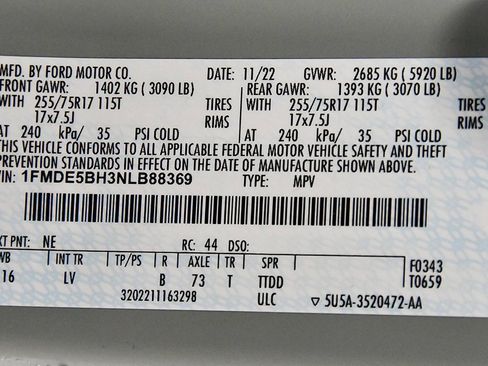 MFD. BY FORD MOTOR CO. DATE: 11/22 GVWR: 2685 KG (5920 LB)
FRONT GAWR: 1402 KG (3090 LB) REAR GAWR: 1393 KG (3070 LB)
WITH 255/75R17 115T TIRES WITH 255/75R17 115T TIRES
17x7.5J RIMS 17x7.5J RIMS
AT 240 kPa/ 35 PSI COLD AT 240 kPa/ 35 PSI COLD
THIS VEHICLE CONFORMS TO ALL APPLICABLE FEDERAL MOTOR VEHICLE SAFETY AND THEFT
PREVENTION STANDARDS IN EFFECT ON THE DATE OF MANUFACTURE SHOWN ABOVE.
VIN: 1FMDE5BH3NLB88369 TYPE: MPV
EXT PNT: NE RC: 44 DSO:
WB INT TR TP/PS R AXLE TR SPR F0343
116 LV B 73 T TTDD T0659
3202211163298 ULC ▽ 5U5A-3520472-AA